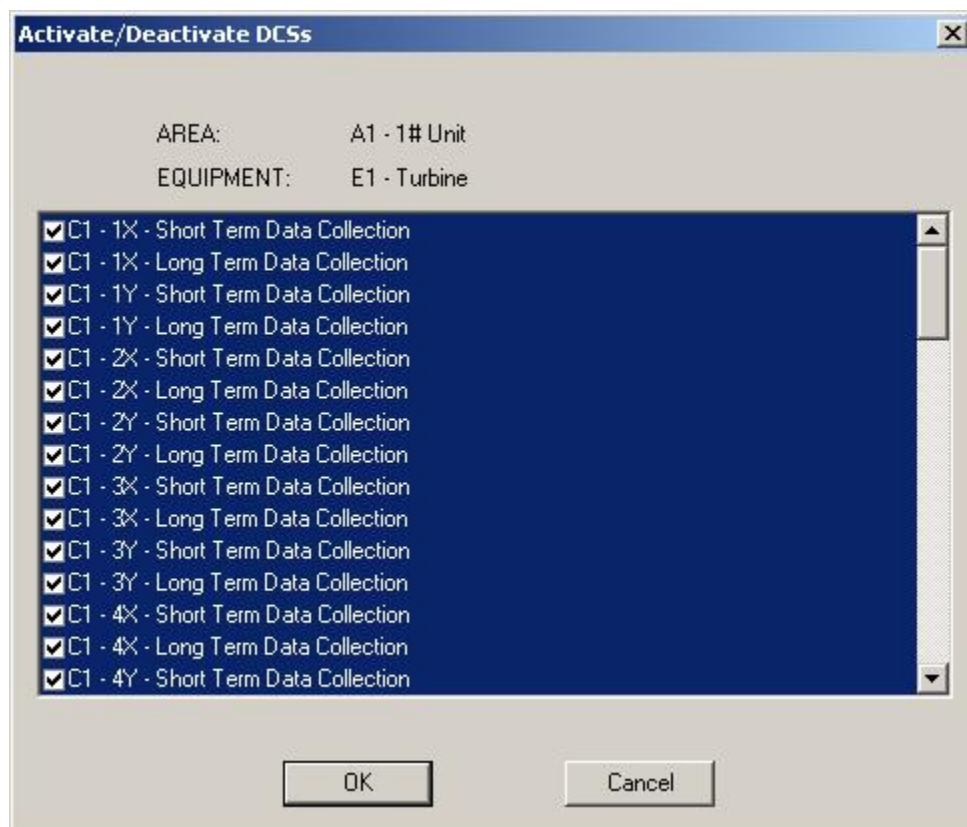 Activate/Deactivate DCSs
AREA: A1 - 1# Unit
EQUIPMENT: E1 - Turbine
C1 - 1X - Short Term Data Collection
C1 - 1X - Long Term Data Collection
C1 - 1Y - Short Term Data Collection
C1 - 1Y - Long Term Data Collection
C1 - 2X - Short Term Data Collection
C1 - 2X - Long Term Data Collection
C1 - 2Y - Short Term Data Collection
C1 - 2Y - Long Term Data Collection
C1 - 3X - Short Term Data Collection
C1 - 3X - Long Term Data Collection
C1 - 3Y - Short Term Data Collection
C1 - 3Y - Long Term Data Collection
C1 - 4X - Short Term Data Collection
C1 - 4X - Long Term Data Collection
C1 - 4Y - Short Term Data Collection
OK Cancel